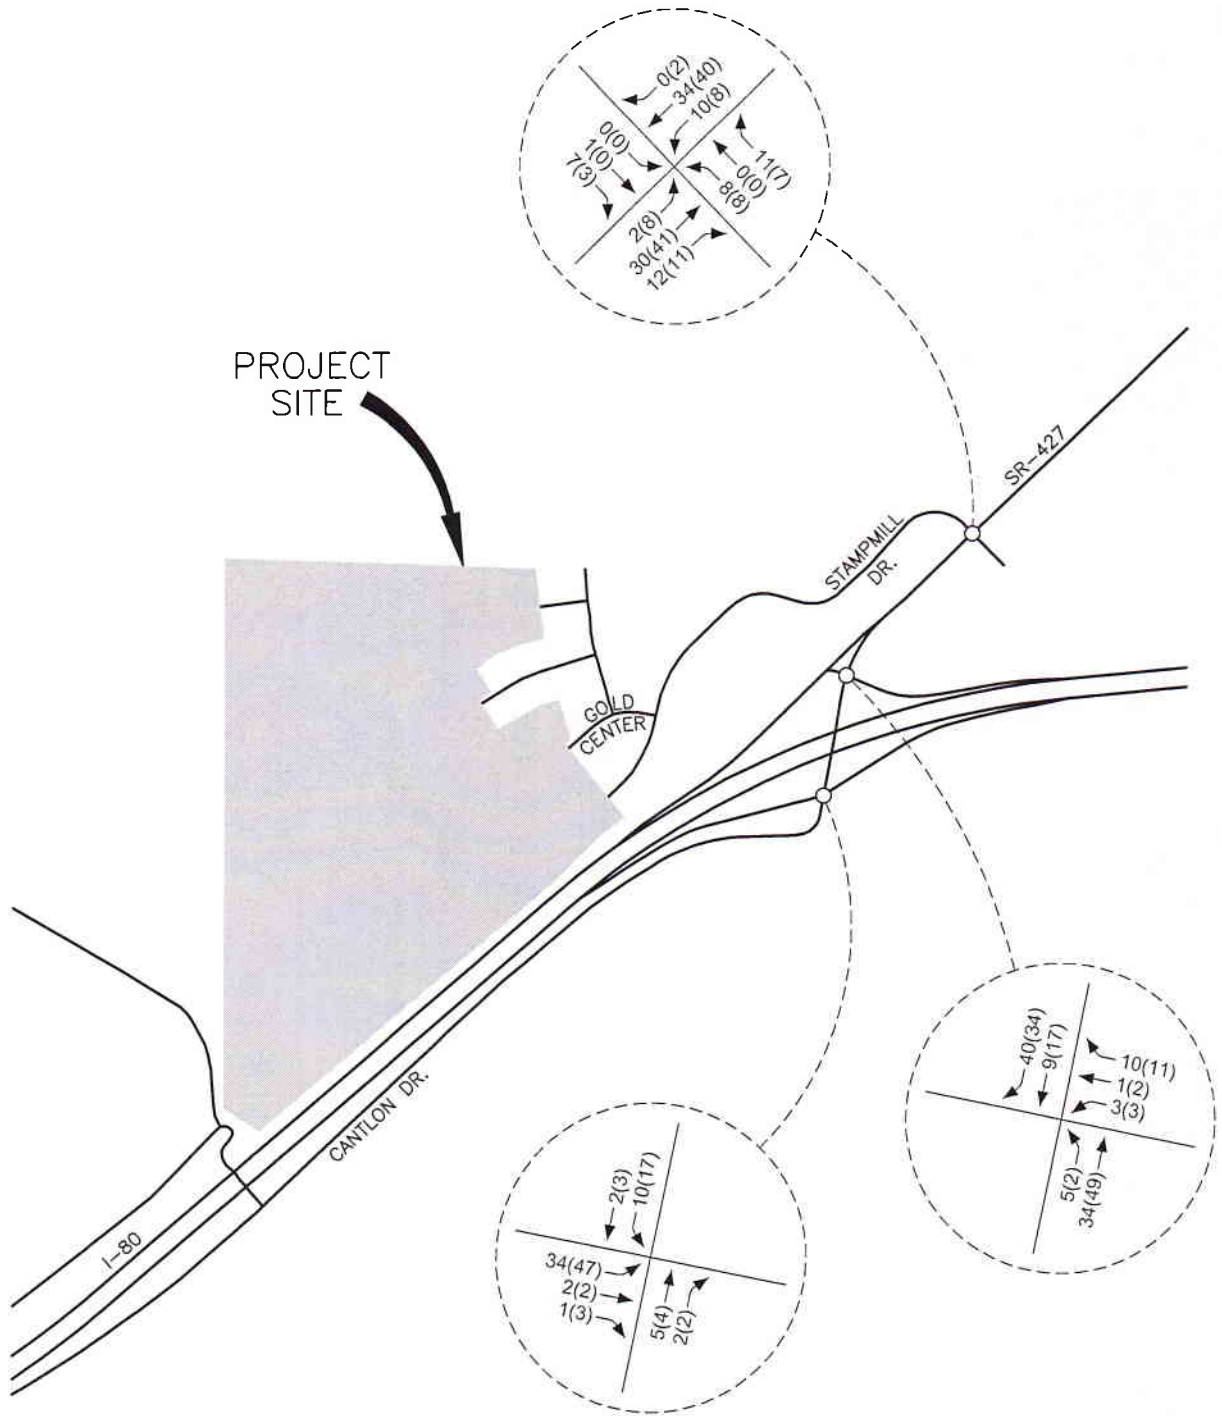 0(2)
34(40)
10(8)
0(0)
1(0)
7(3)
11(7)
0(0)
8(8)
2(8)
30(41)
12(11)
PROJECT
SITE
SR-427
STAMPMILL
DR.
GOLD
CENTER
CANTLON DR.
I-80
40(34)
9(17)
10(11)
1(2)
3(3)
5(2)
34(49)
2(3)
10(17)
34(47)
2(2)
1(3)
5(4)
2(2)